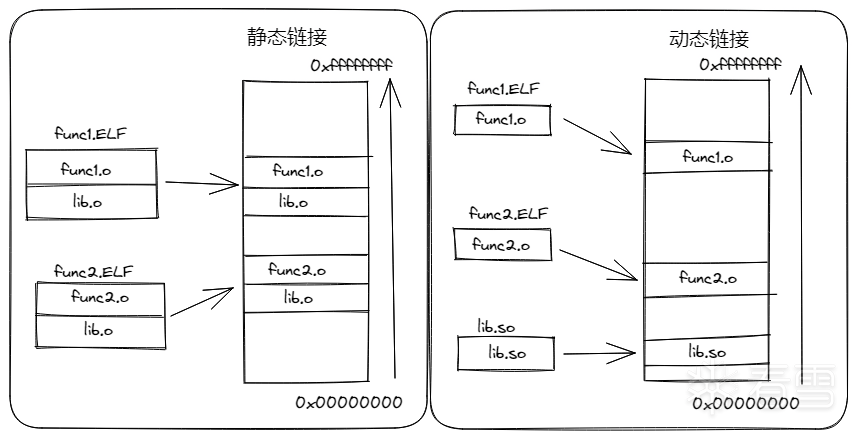 静态链接
0xffffffff
func1.ELF
func1.o
lib.o
func1.o
lib.o
func2.ELF
func2.o
lib.o
func2.o
lib.o
0x00000000
动态链接
0xffffffff
func1.ELF
func1.o
func1.o
func2.ELF
func2.o
func2.o
lib.so
lib.so
lib.so
0x00000000
看雪